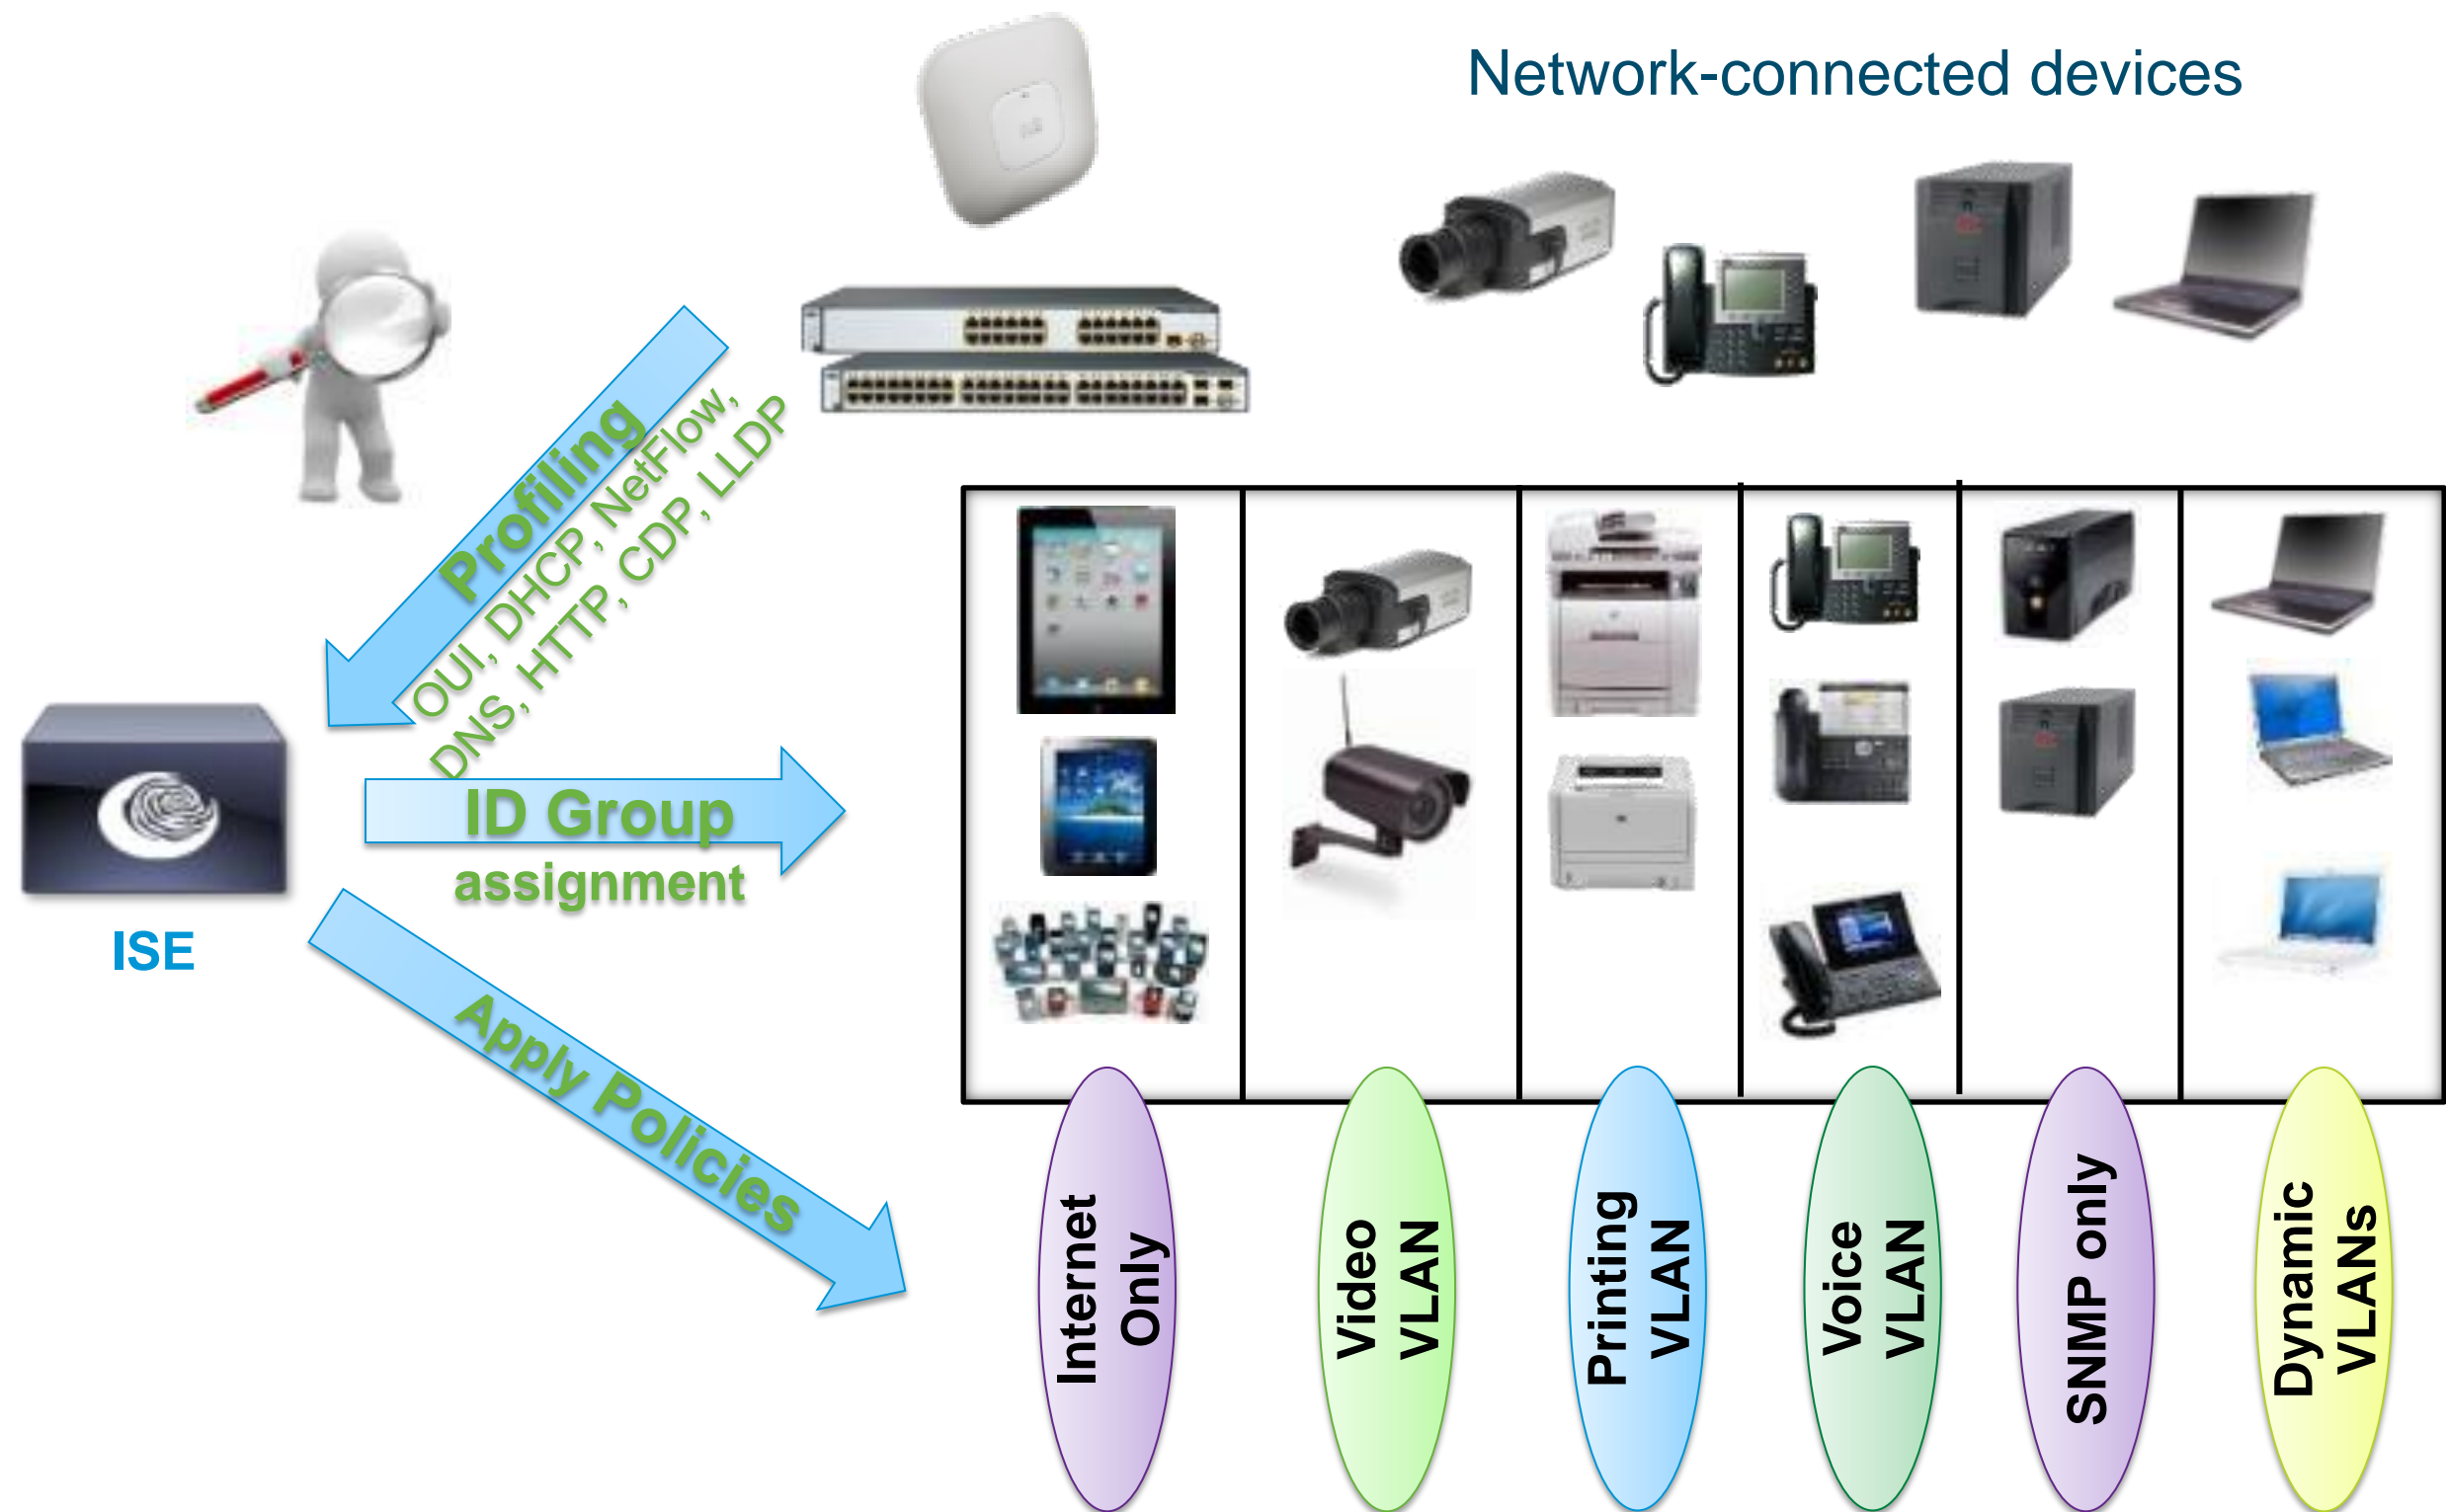 Network-connected devices
Profiling
OUI, DHCP, NetFlow,
DNS, HTTP, CDP, LLDP
ID Group
assignment
ISE
Apply Policies
Internet
Only
Video
VLAN
Printing
VLAN
Voice
VLAN
SNMP only
Dynamic
VLANs